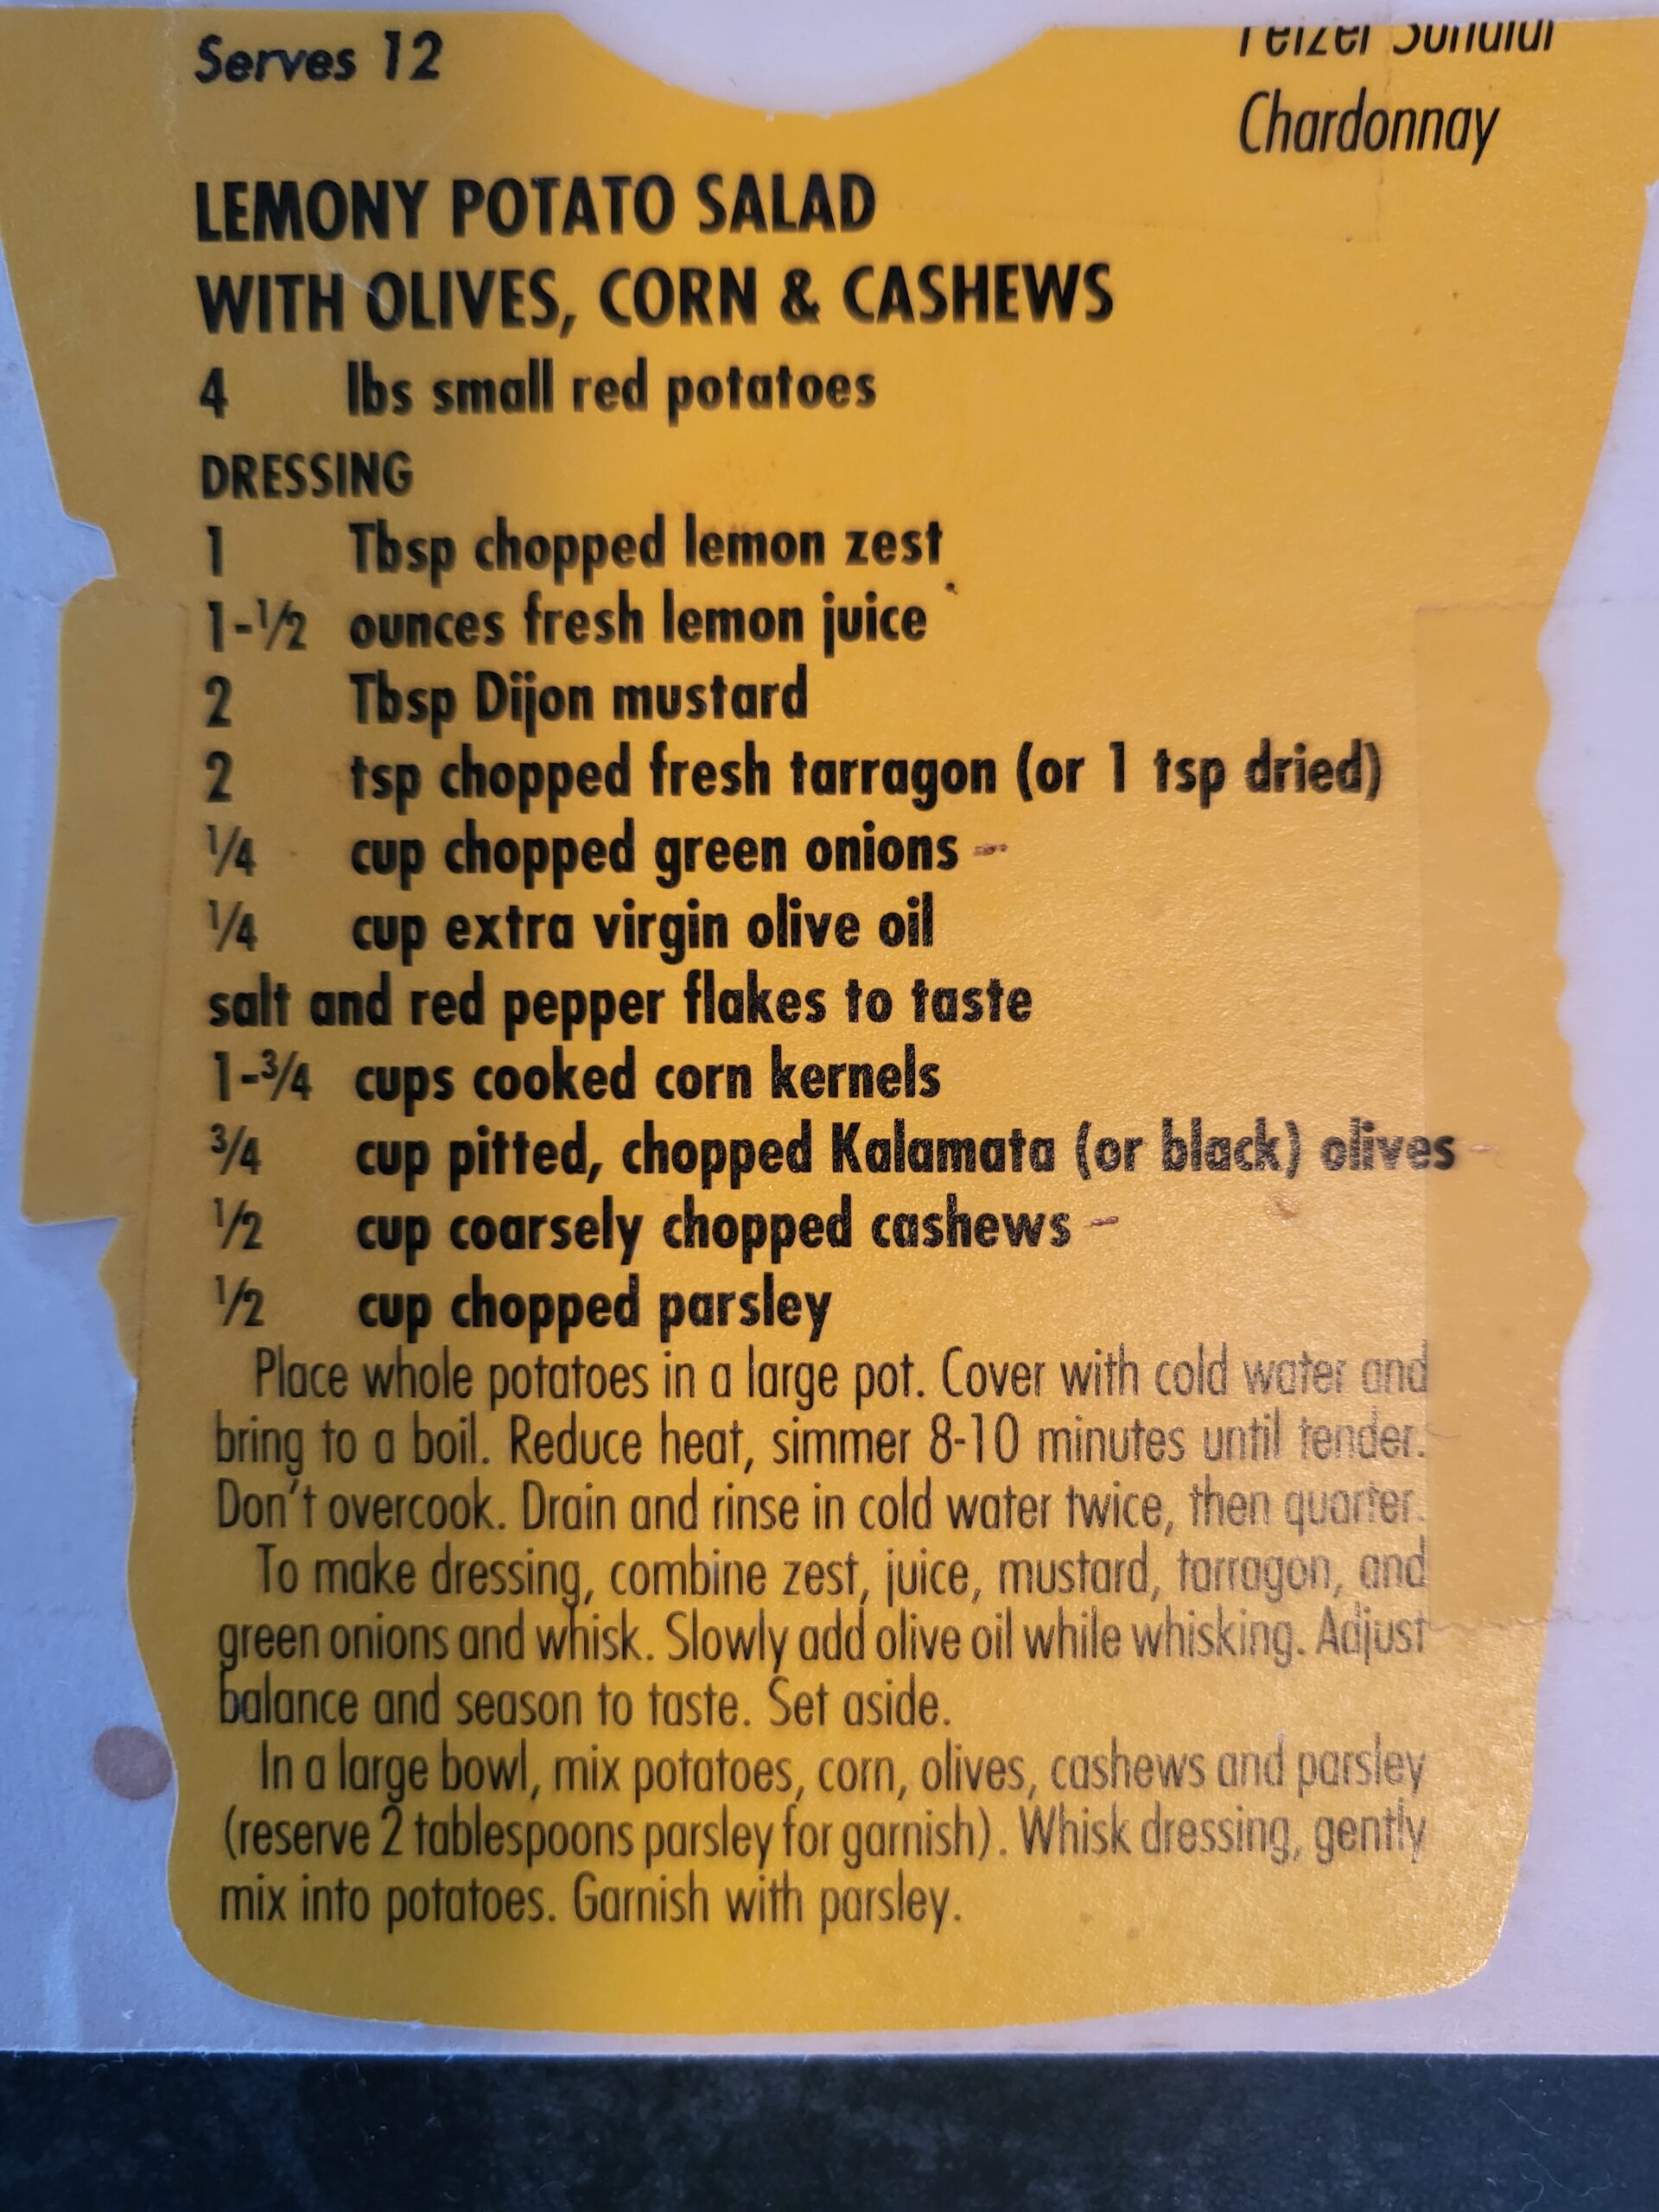 Serves 12
Fetzer Sundial
Chardonnay
LEMONY POTATO SALAD
WITH OLIVES, CORN & CASHEWS
4 lbs small red potatoes
DRESSING
1 Tbsp chopped lemon zest
1-½ ounces fresh lemon juice
2 Tbsp Dijon mustard
2 tsp chopped fresh tarragon (or 1 tsp dried)
¼ cup chopped green onions
¼ cup extra virgin olive oil
salt and red pepper flakes to taste
1-¾ cups cooked corn kernels
¾ cup pitted, chopped Kalamata (or black) olives
½ cup coarsely chopped cashews
½ cup chopped parsley
Place whole potatoes in a large pot. Cover with cold water and
bring to a boil. Reduce heat, simmer 8-10 minutes until tender.
Don't overcook. Drain and rinse in cold water twice, then quarter.
To make dressing, combine zest, juice, mustard, tarragon, and
green onions and whisk. Slowly add olive oil while whisking. Adjust
balance and season to taste. Set aside.
In a large bowl, mix potatoes, corn, olives, cashews and parsley
(reserve 2 tablespoons parsley for garnish). Whisk dressing, gently
mix into potatoes. Garnish with parsley.